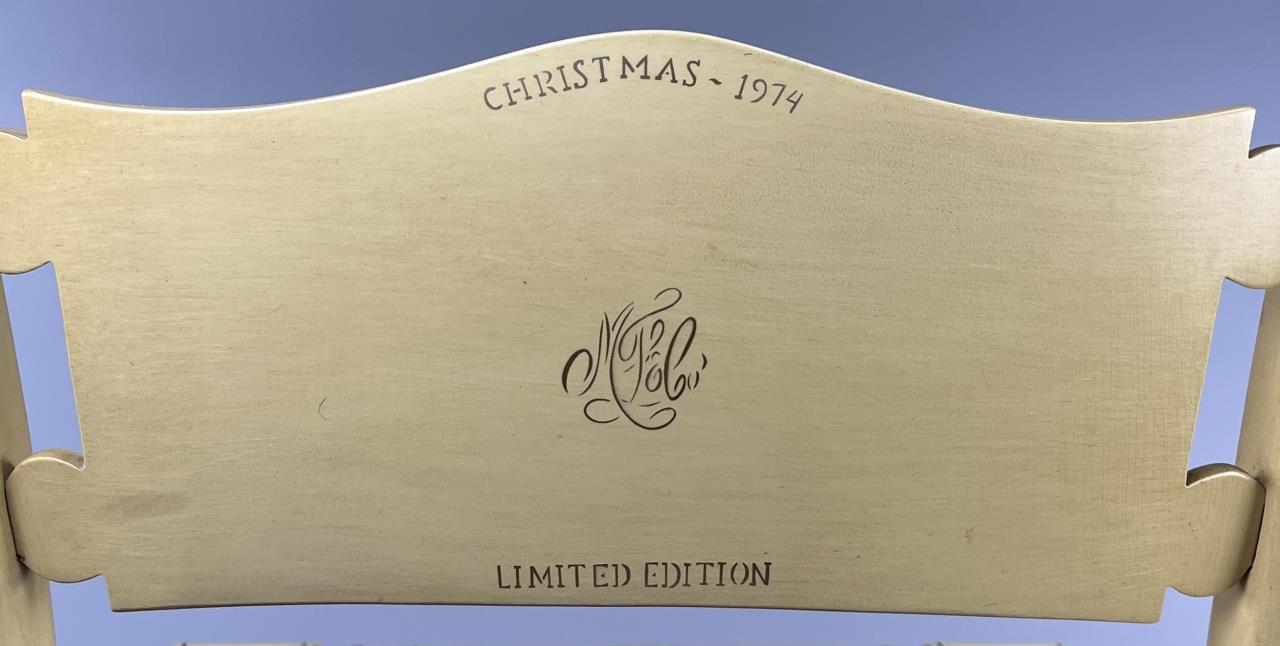 CHRISTMAS ~ 1974
LIMITED EDITION